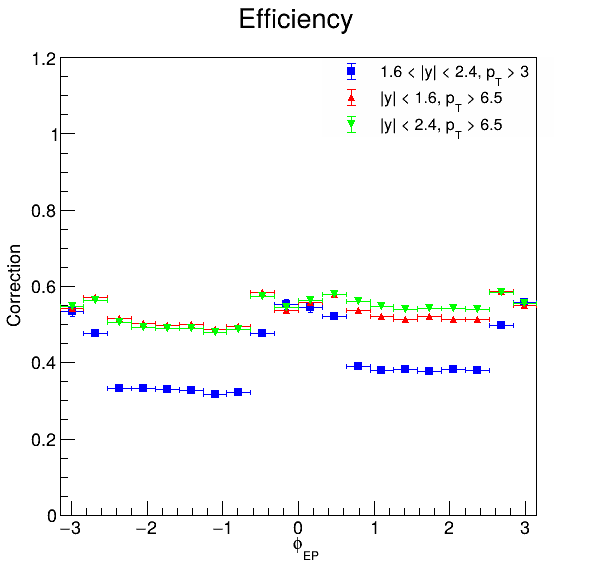 Efficiency
1.2
1
0.8
0.6
0.4
0.2
0
Correction
1.6 < |y| < 2.4, p_T > 3
|y| < 1.6, p_T > 6.5
|y| < 2.4, p_T > 6.5
−3 −2 −1 0 1 2 3
ϕ_EP